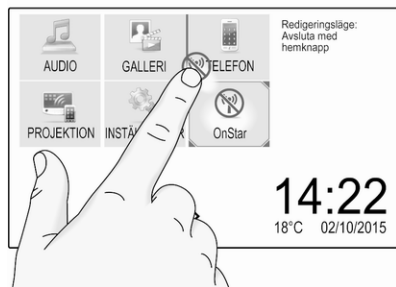 AUDIO
GALLERI
TELEFON
Redigeringsläge:
Avsluta med
hemknapp
PROJEKTION
OnStar
14:22
18°C 02/10/2015